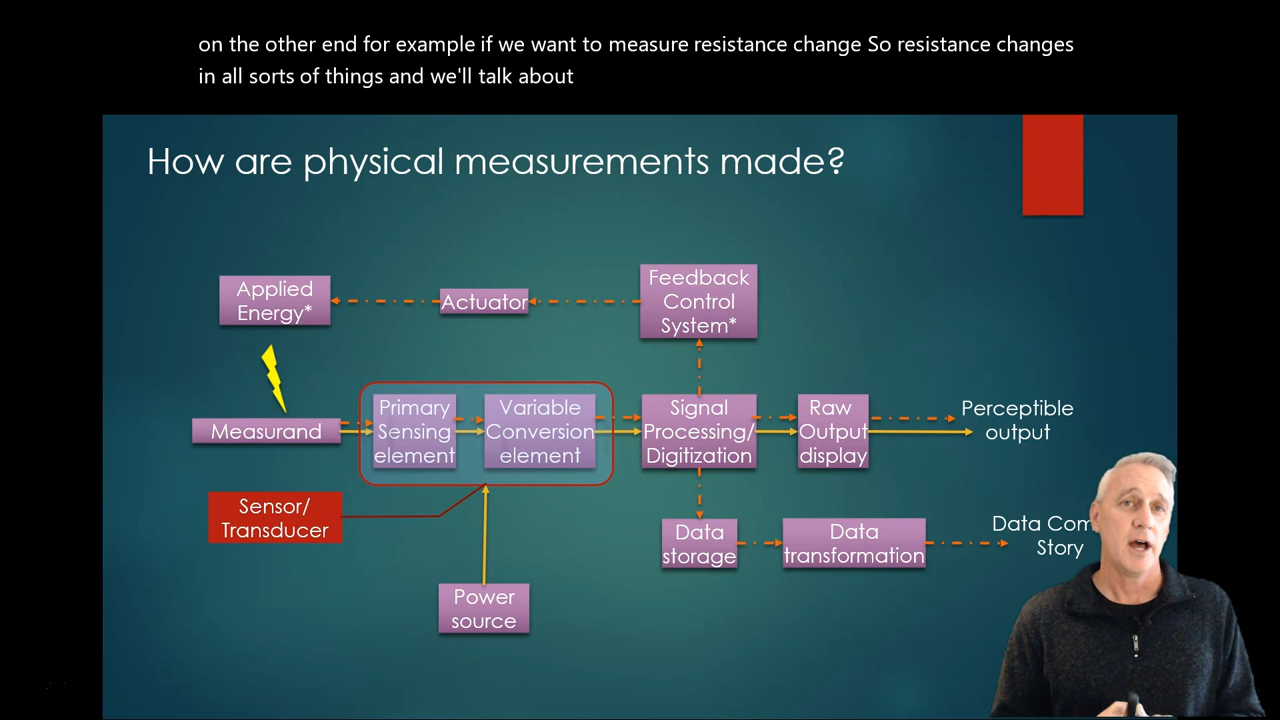 on the other end for example if we want to measure resistance change So resistance changes
in all sorts of things and we'll talk about
How are physical measurements made?
Applied
Energy*
Actuator
Feedback
Control
System*
Measurand
Primary
Sensing
element
Variable
Conversion
element
Signal
Processing/
Digitization
Raw
Output
display
Perceptible
output
Sensor/
Transducer
Power
source
Data
storage
Data
transformation
Data Com
Story